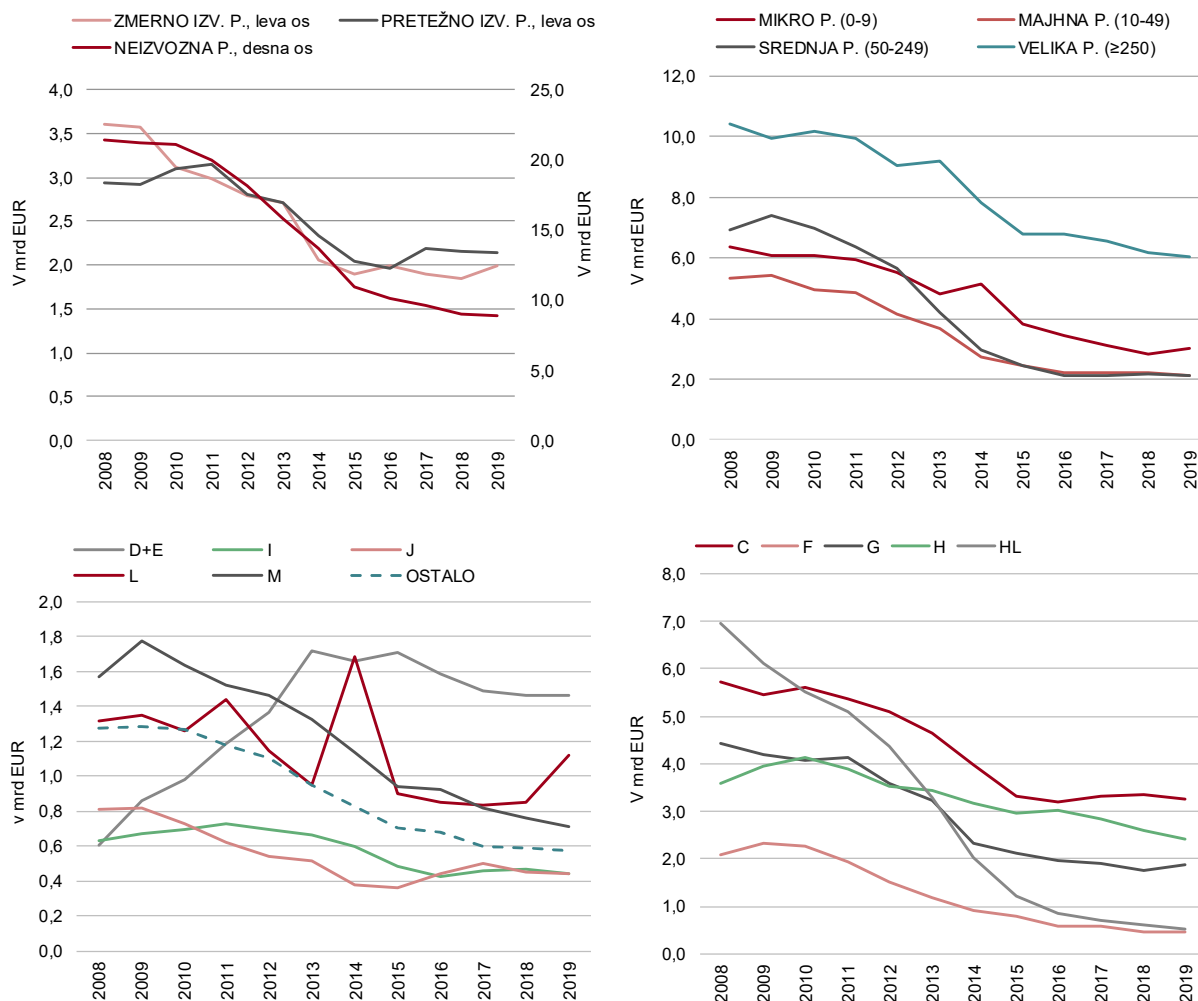 ZMERNO IZV. P., leva os PRETEŽNO IZV. P., leva os
NEIZVOZNA P., desna os
4,0 25,0
3,5
3,0 20,0
2,5
2,0 15,0
1,5 10,0
1,0
0,5 5,0
0,0 0,0
V mrd EUR
V mrd EUR
2008 2009 2010 2011 2012 2013 2014 2015 2016 2017 2018 2019
MIKRO P. (0-9) MAJHNA P. (10-49)
SREDNJA P. (50-249) VELIKA P. (≥250)
12,0
10,0
8,0
6,0
4,0
2,0
0,0
V mrd EUR
2008 2009 2010 2011 2012 2013 2014 2015 2016 2017 2018 2019
D+E I J
L M OSTALO
2,0
1,8
1,6
1,4
1,2
1,0
0,8
0,6
0,4
0,2
0,0
v mrd EUR
2008 2009 2010 2011 2012 2013 2014 2015 2016 2017 2018 2019
C F G H HL
8,0
7,0
6,0
5,0
4,0
3,0
2,0
1,0
0,0
V mrd EUR
2008 2009 2010 2011 2012 2013 2014 2015 2016 2017 2018 2019